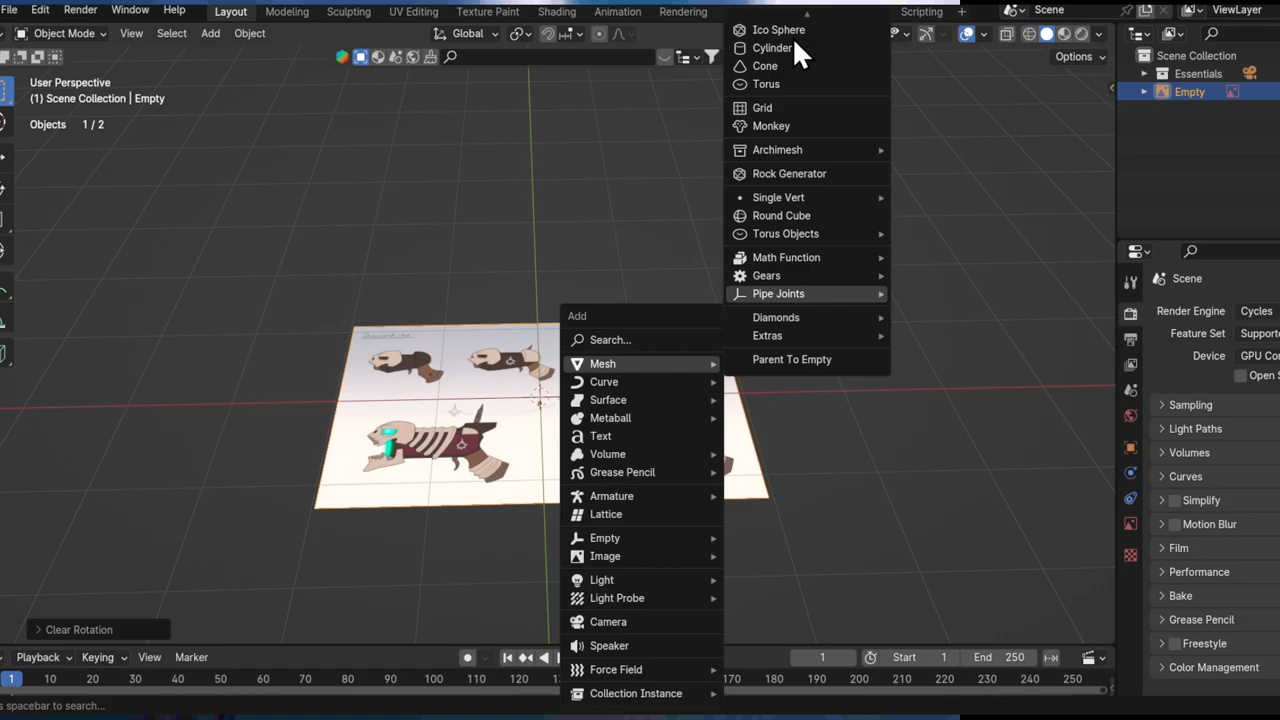 File Edit Render Window Help Layout Modeling Sculpting UV Editing Texture Paint Shading Animation Rendering Scripting Scene ViewLayer
Object Mode View Select Add Object Global
Options
User Perspective
(1) Scene Collection | Empty
Objects 1 / 2
Ico Sphere
Cylinder
Cone
Torus
Grid
Monkey
Archimesh
Rock Generator
Single Vert
Round Cube
Torus Objects
Math Function
Gears
Pipe Joints
Diamonds
Extras
Parent To Empty
Add
Search...
Mesh
Curve
Surface
Metaball
Text
Volume
Grease Pencil
Armature
Lattice
Empty
Image
Light
Light Probe
Camera
Speaker
Force Field
Collection Instance
Scene Collection
Essentials
Empty
Scene
Render Engine Cycles
Feature Set Supporte
Device GPU Cor
Open S
Sampling
Light Paths
Volumes
Curves
Simplify
Motion Blur
Film
Performance
Bake
Grease Pencil
Freestyle
Color Management
Clear Rotation
Playback Keying View Marker 1 Start 1 End 250
1 10 20 30 40 50 60 70 80 90 100 110 120 170 180 190 200 210 220 230 240 250
s spacebar to search...